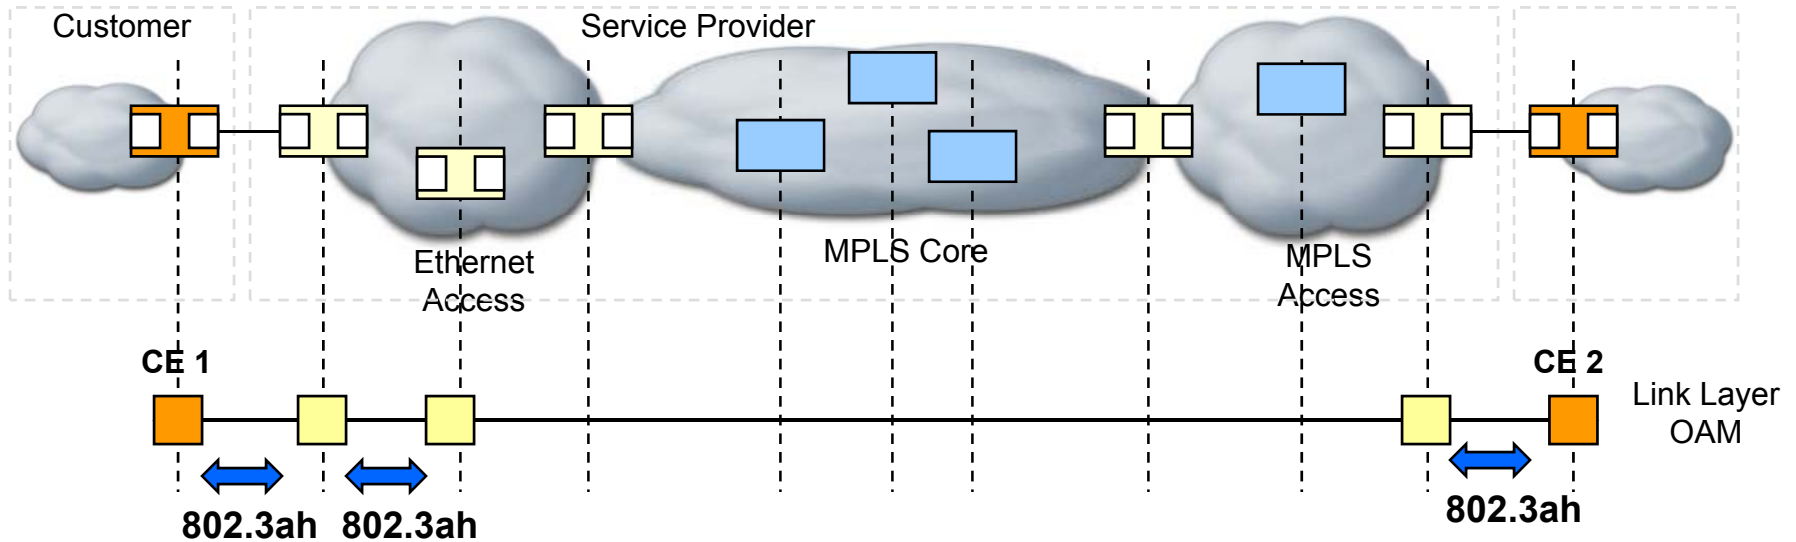 Customer
Service Provider
Ethernet
Access
MPLS Core
MPLS
Access
CE 1
CE 2
Link Layer
OAM
802.3ah
802.3ah
802.3ah